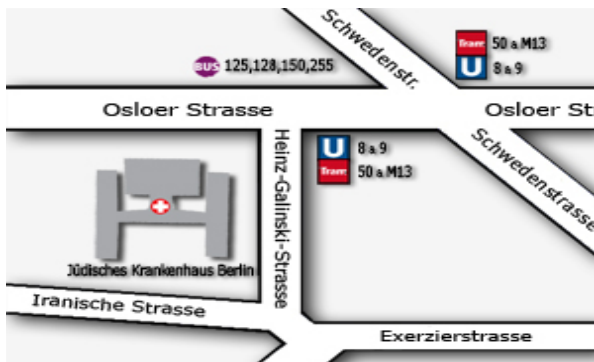 Schwedenstr.
Tram 50 & M13
U 8 & 9
BUS 125,128,150,255
Osloer Strasse
Osloer St
Schwedenstrasse
Heinz-Galinski-Strasse
U 8 & 9
Tram 50 & M13
Jüdisches Krankenhaus Berlin
Iranische Strasse
Exerzierstrasse